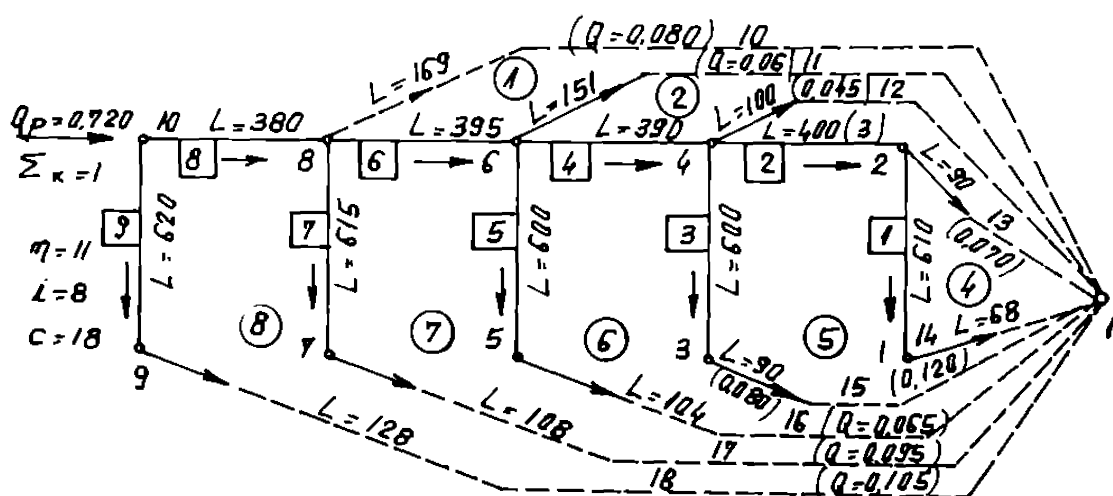 (Q=0,080) 10
(Q=0,06) 11
(0,045) 12
L=169
①
L=151
②
L=100
Qр=0,720
10
L=380
L=395
L=390
L=400(3)
Σк=1
8
8
6
6
4
4
2
2
L=90
13
(0,070)
9
L=620
7
L=615
5
L=600
3
L=600
1
L=610
④
η=11
i=8
c=18
⑧
⑦
⑥
⑤
14
L=68
(0,128)
9
7
5
3
1
L=90
(0,080)
15
L=128
L=108
L=104
16 (Q=0,065)
17 (Q=0,095)
18 (Q=0,105)